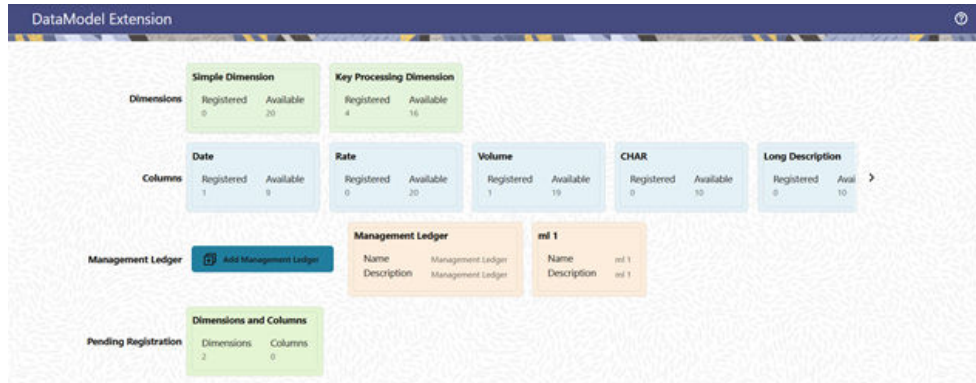 DataModel Extension
Simple Dimension Key Processing Dimension
Dimensions Registered Available Registered Available
0 20 4 16
Date Rate Volume CHAR Long Description
Columns Registered Available Registered Available Registered Available Registered Available Registered Avai
1 9 0 20 1 19 0 10 0 10
Management Ledger ml 1
Management Ledger Add Management Ledger Name Management Ledger Name ml 1
Description Management Ledger Description ml 1
Dimensions and Columns
Pending Registration Dimensions Columns
2 0